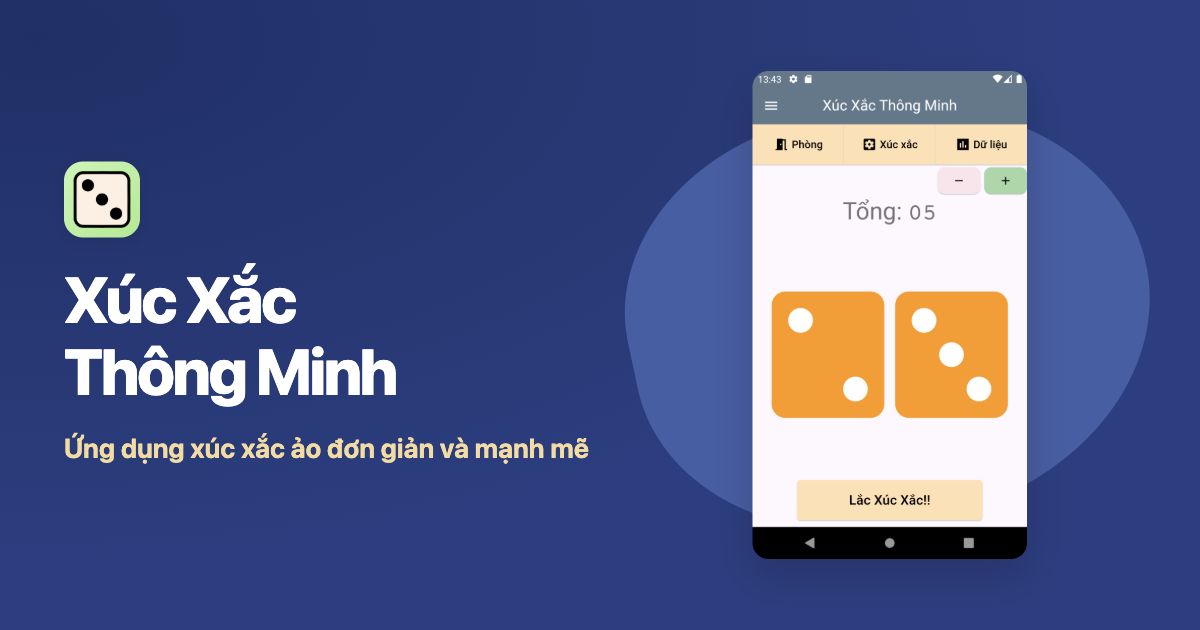 Xúc Xắc
Thông Minh
Ứng dụng xúc xắc ảo đơn giản và mạnh mẽ
13:43
Xúc Xắc Thông Minh
Phòng Xúc xắc Dữ liệu
− +
Tổng: 05
Lắc Xúc Xắc!!